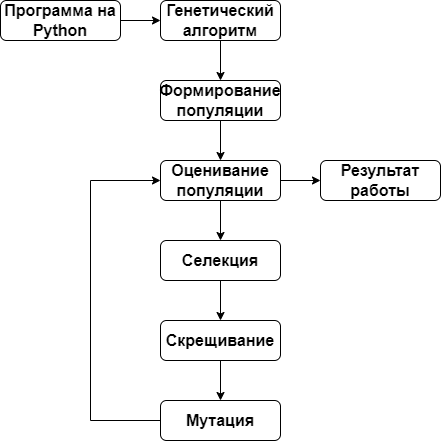 Программа на
Python
Генетический
алгоритм
Формирование
популяции
Оценивание
популяции
Результат
работы
Селекция
Скрещивание
Мутация